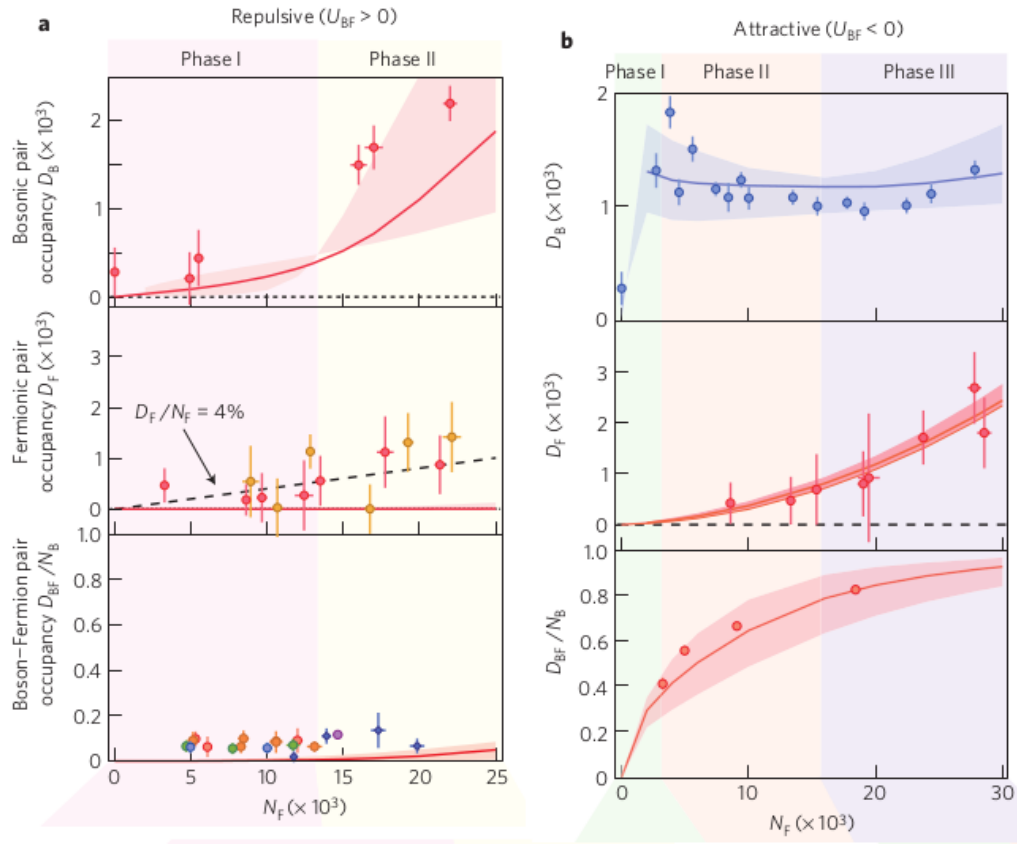 a
Repulsive (U_BF > 0)
Phase I
Phase II
Bosonic pair
occupancy D_B (× 10³)
2
1
0
Fermionic pair
occupancy D_F (× 10³)
3
2
1
0
D_F / N_F = 4%
Boson–Fermion pair
occupancy D_BF / N_B
1.0
0.8
0.6
0.4
0.2
0
0
5
10
15
20
25
N_F (× 10³)
b
Attractive (U_BF < 0)
Phase I
Phase II
Phase III
D_B (× 10³)
2
1
0
D_F (× 10³)
3
2
1
0
D_BF / N_B
1.0
0.8
0.6
0.4
0.2
0
0
10
20
30
N_F (× 10³)